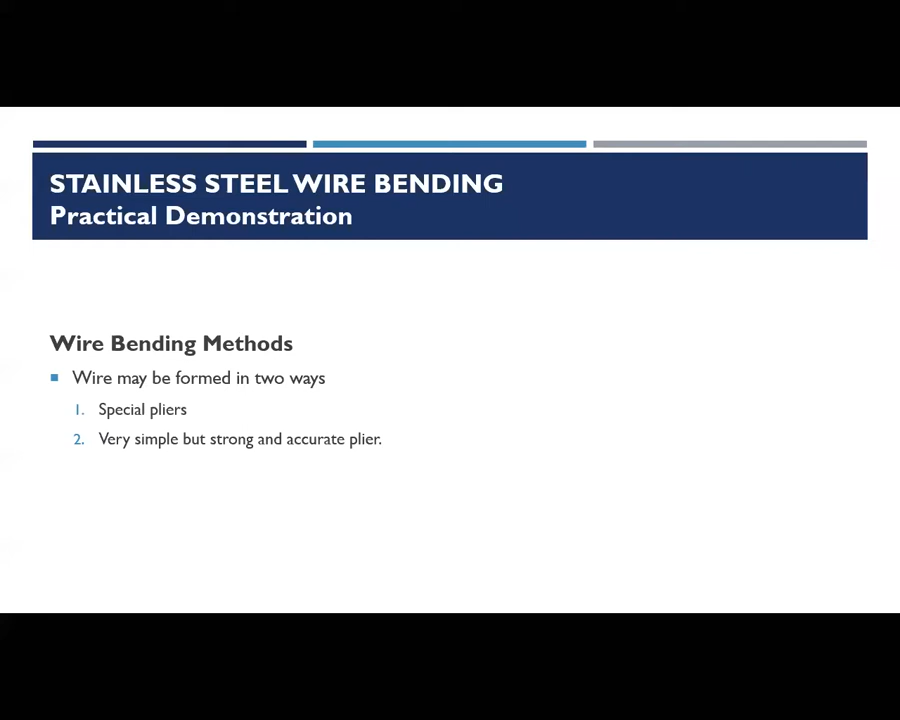 STAINLESS STEEL WIRE BENDING
Practical Demonstration
Wire Bending Methods
Wire may be formed in two ways
1. Special pliers
2. Very simple but strong and accurate plier.